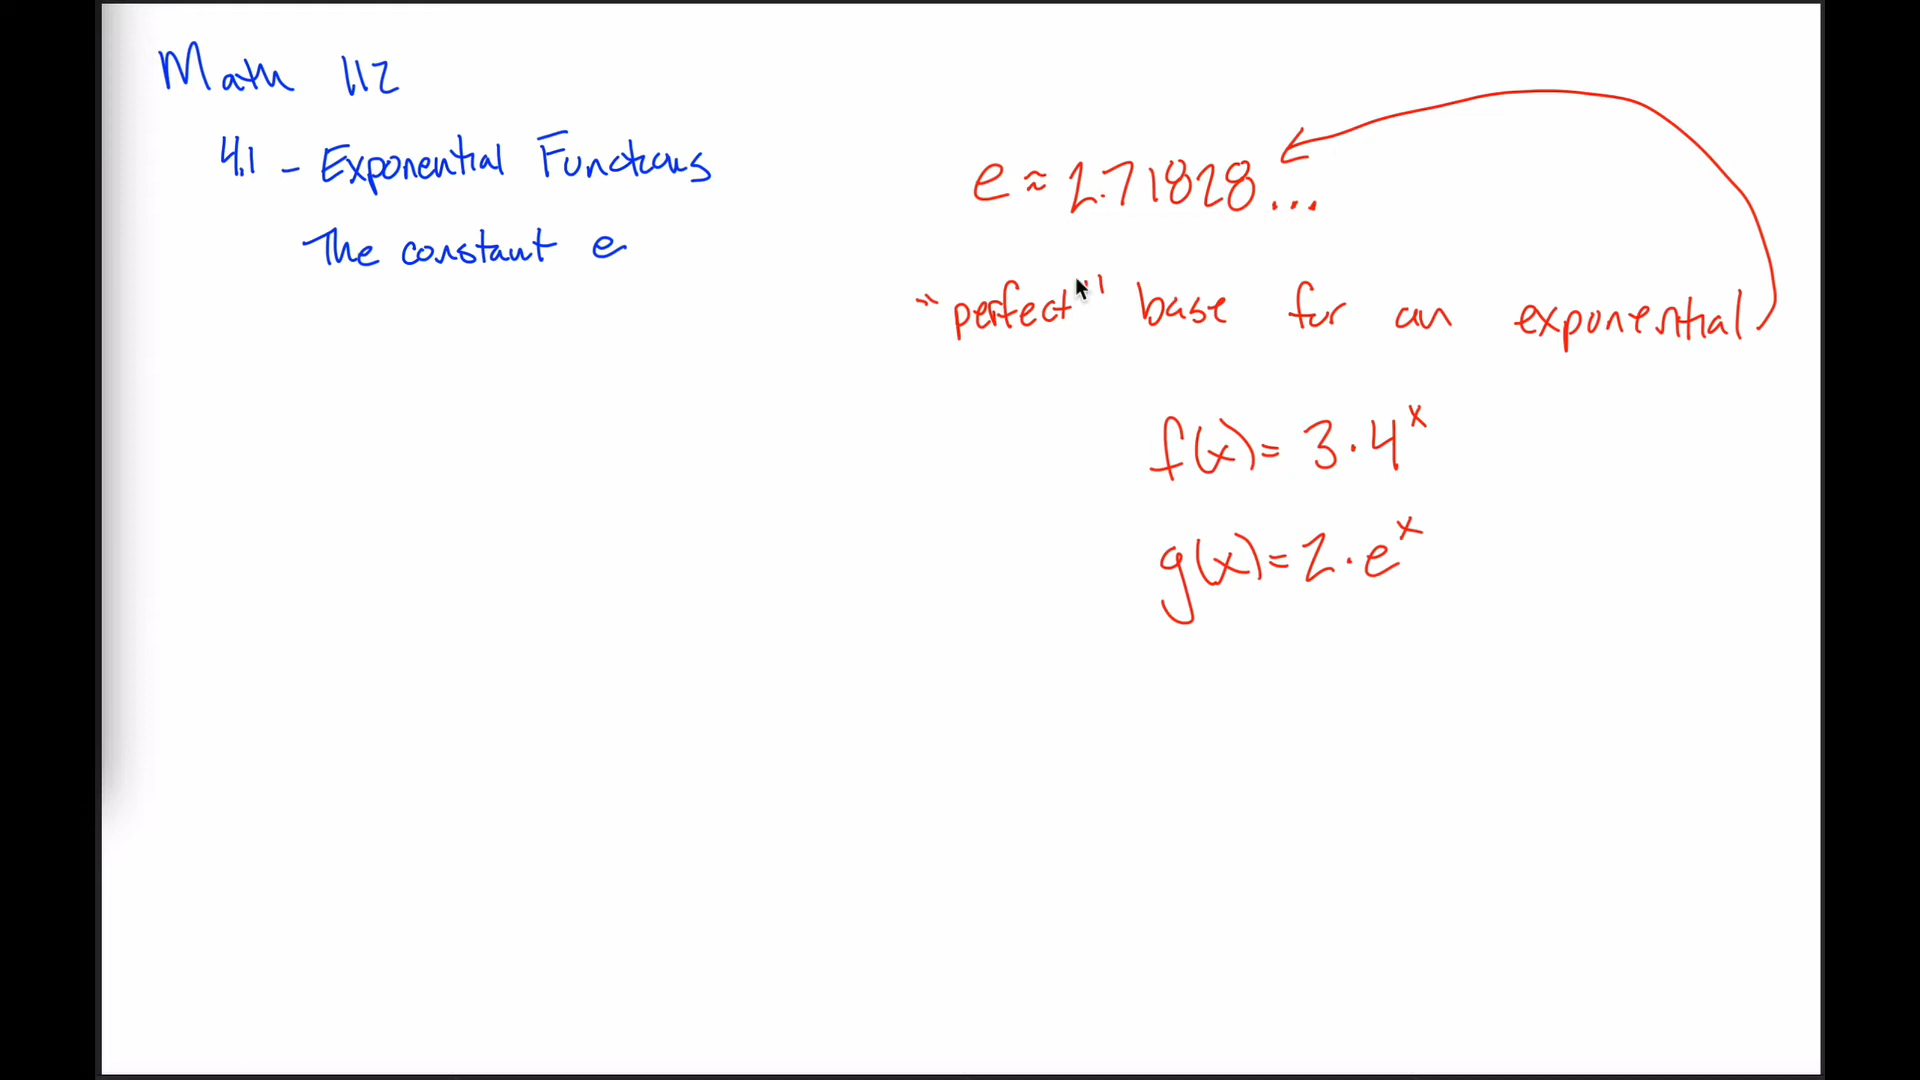 Math 112
4.1 - Exponential Functions
The constant e
e ≈ 2.71828...
"perfect" base for an exponential
f(x) = 3 · 4^x
g(x) = 2 · e^x